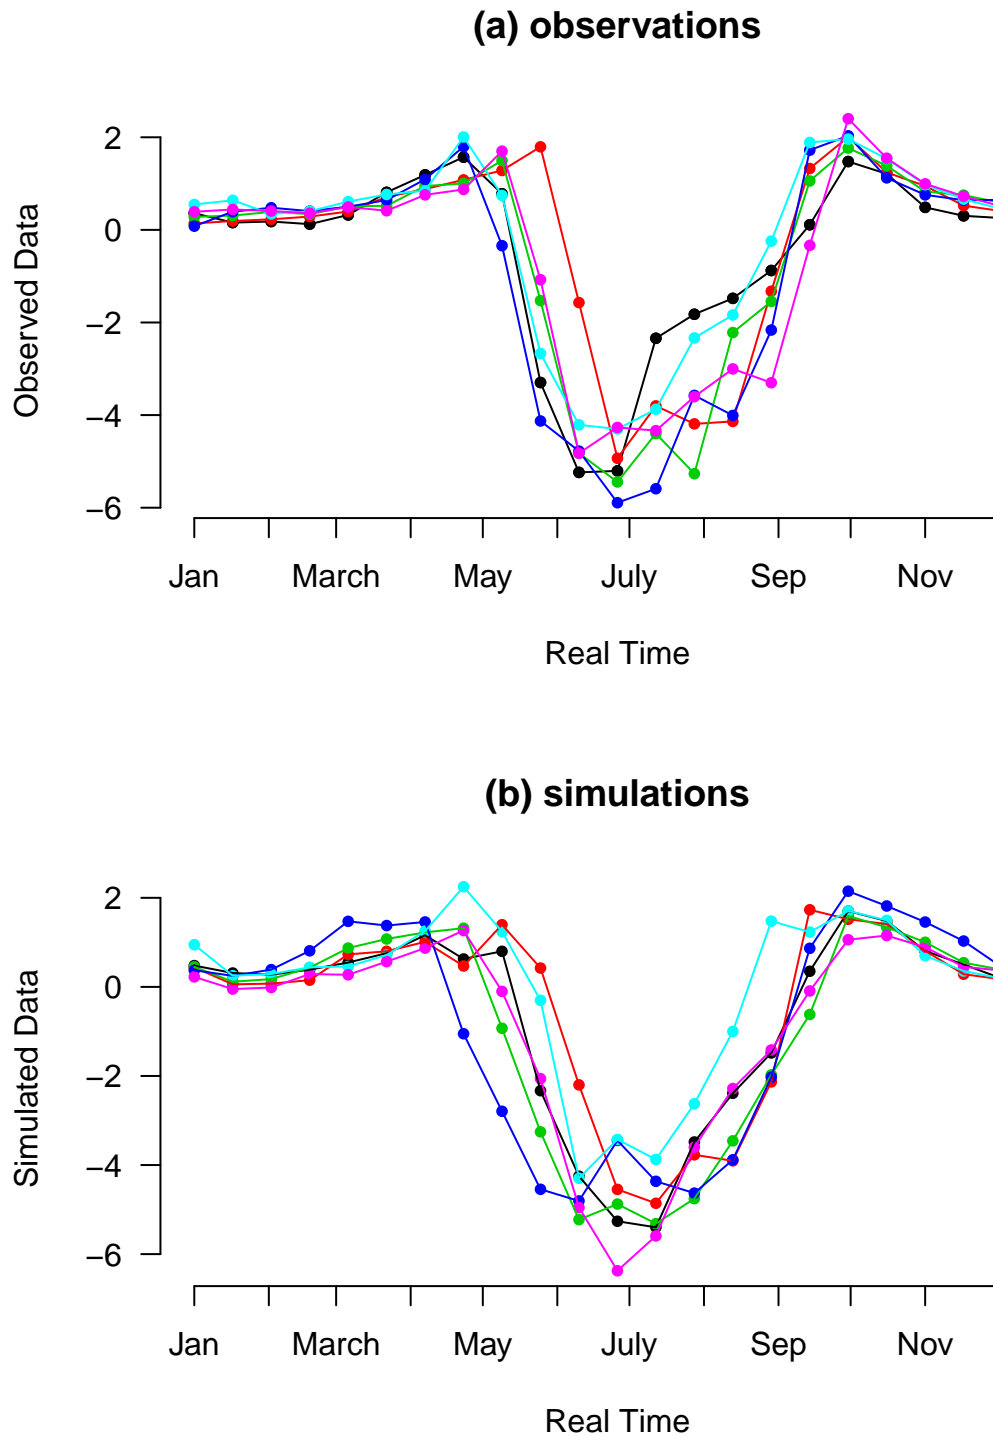 (a) observations
Observed Data
2
0
−2
−4
−6
Jan March May July Sep Nov
Real Time
(b) simulations
Simulated Data
2
0
−2
−4
−6
Jan March May July Sep Nov
Real Time